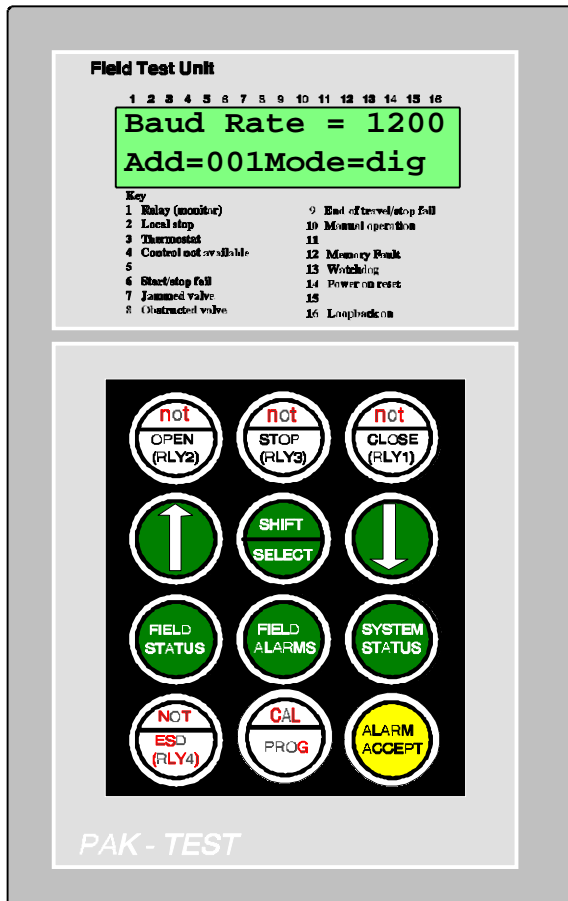 Field Test Unit
1 2 3 4 5 6 7 8 9 10 11 12 13 14 15 16
Baud Rate = 1200
Add=001Mode=dig
Key
1 Relay (monitor)
2 Local stop
3 Thermostat
4 Control not available
5
6 Start/stop fail
7 Jammed valve
8 Obstructed valve
9 End of travel/stop fail
10 Manual operation
11
12 Memory Fault
13 Watchdog
14 Power on reset
15
16 Loopback on
not
OPEN
(RLY2)
not
STOP
(RLY3)
not
CLOSE
(RLY1)
SHIFT
SELECT
FIELD
STATUS
FIELD
ALARMS
SYSTEM
STATUS
NOT
ESD
(RLY4)
CAL
PROG
ALARM
ACCEPT
PAK - TEST